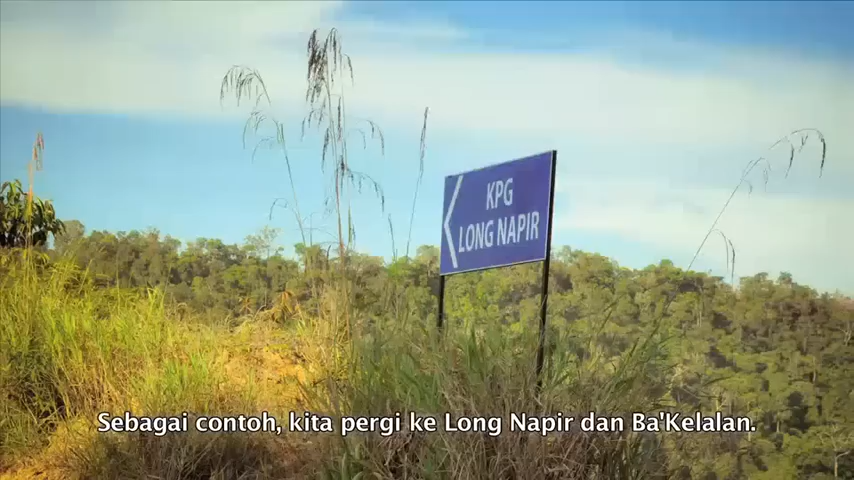 KPG
LONG NAPIR
Sebagai contoh, kita pergi ke Long Napir dan Ba'Kelalan.